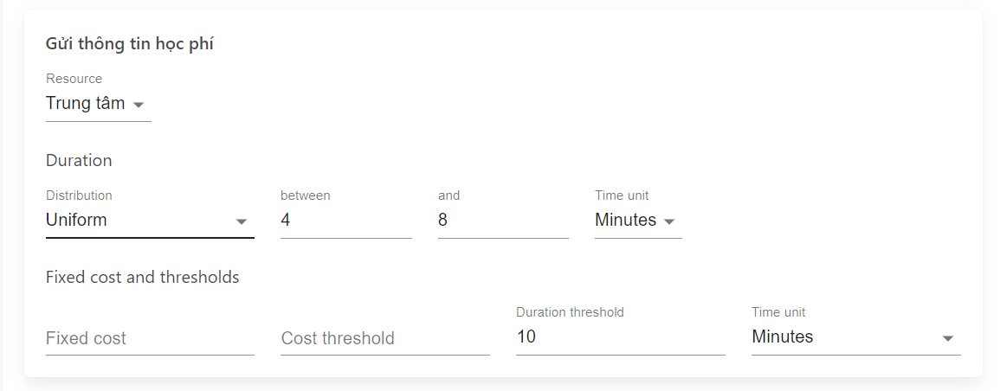 Gửi thông tin học phí
Resource
Trung tâm
Duration
Distribution between and Time unit
Uniform 4 8 Minutes
Fixed cost and thresholds
Duration threshold Time unit
Fixed cost Cost threshold 10 Minutes